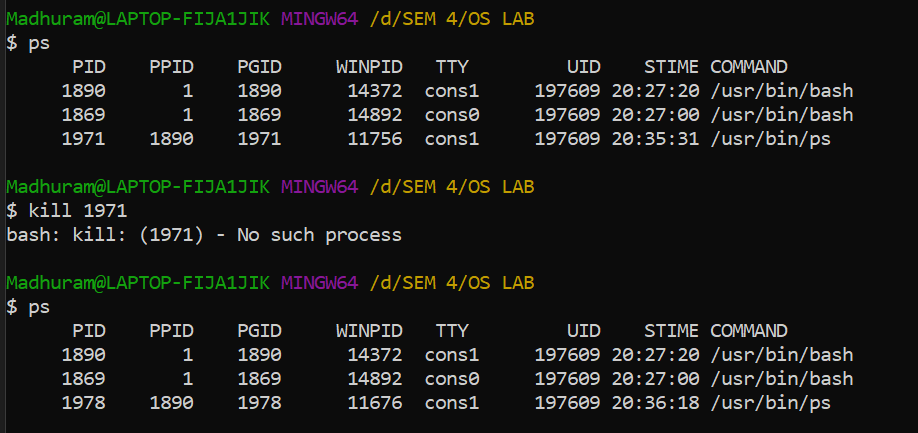 Madhuram@LAPTOP-FIJA1JIK MINGW64 /d/SEM 4/OS LAB
$ ps
      PID    PPID    PGID     WINPID   TTY         UID    STIME COMMAND
     1890       1    1890      14372  cons1     197609 20:27:20 /usr/bin/bash
     1869       1    1869      14892  cons0     197609 20:27:00 /usr/bin/bash
     1971    1890    1971      11756  cons1     197609 20:35:31 /usr/bin/ps
Madhuram@LAPTOP-FIJA1JIK MINGW64 /d/SEM 4/OS LAB
$ kill 1971
bash: kill: (1971) - No such process
Madhuram@LAPTOP-FIJA1JIK MINGW64 /d/SEM 4/OS LAB
$ ps
      PID    PPID    PGID     WINPID   TTY         UID    STIME COMMAND
     1890       1    1890      14372  cons1     197609 20:27:20 /usr/bin/bash
     1869       1    1869      14892  cons0     197609 20:27:00 /usr/bin/bash
     1978    1890    1978      11676  cons1     197609 20:36:18 /usr/bin/ps